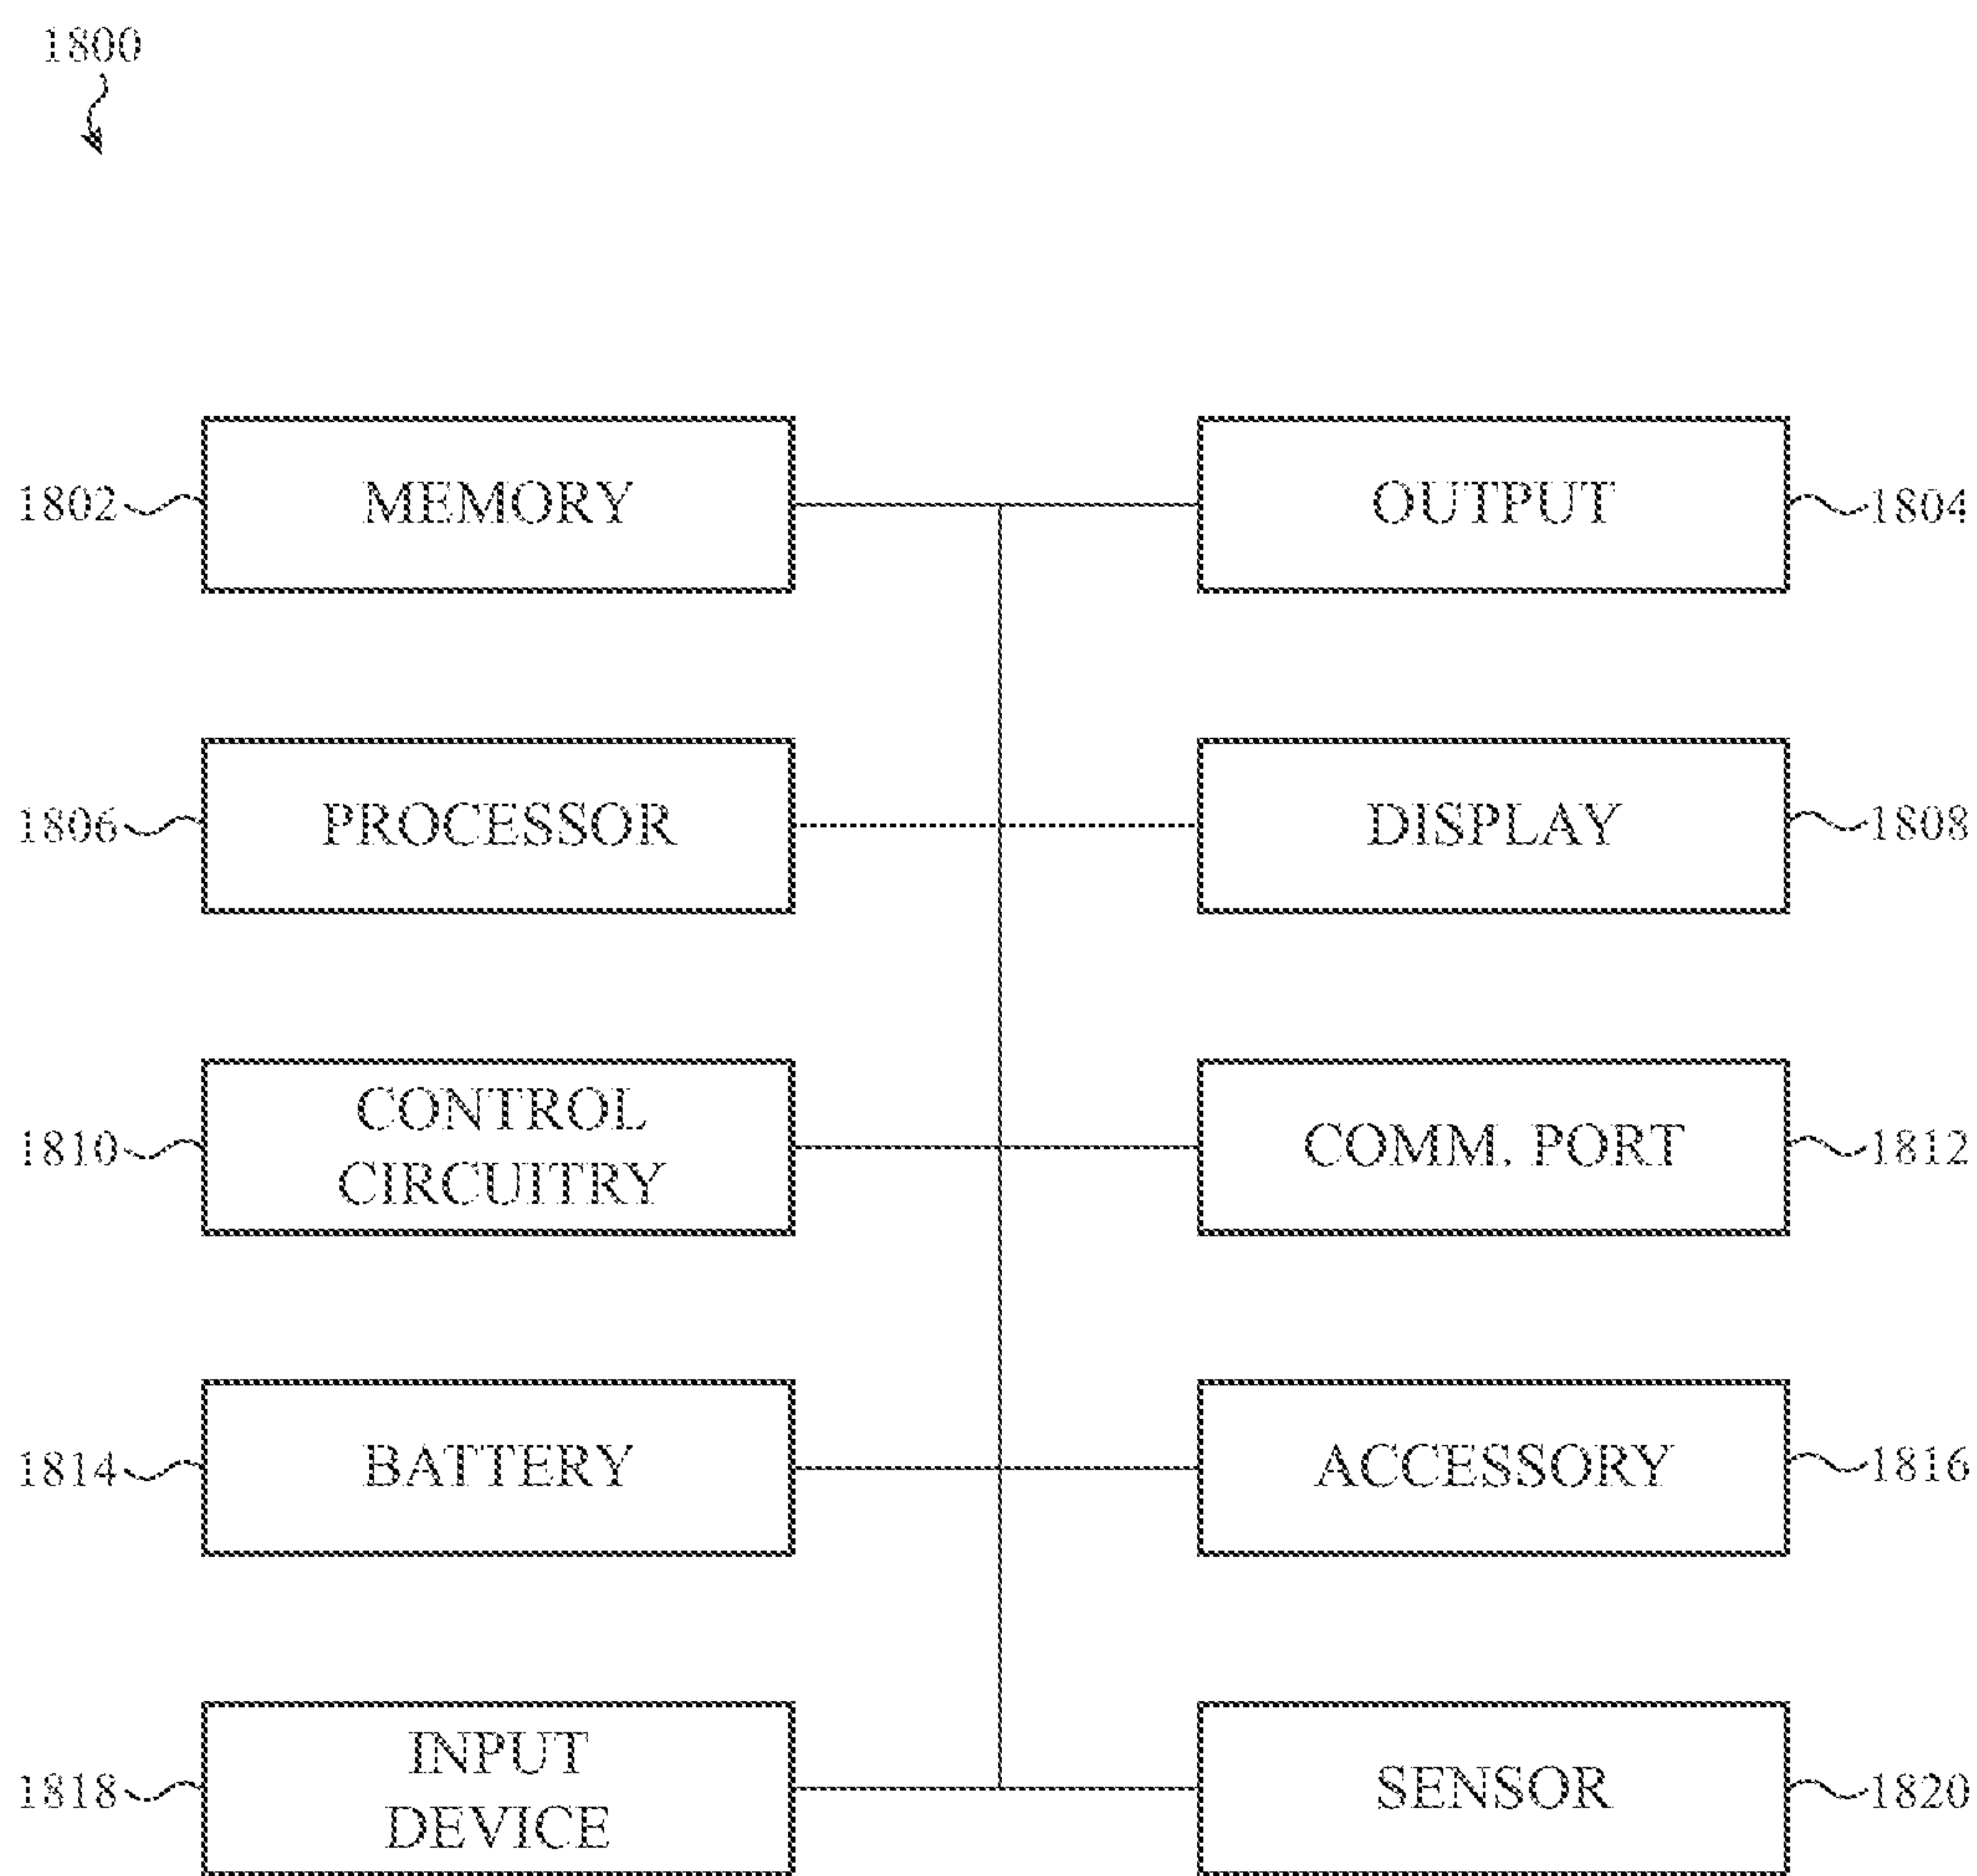 1800
1802 MEMORY OUTPUT 1804
1806 PROCESSOR DISPLAY 1808
1810 CONTROL CIRCUITRY COMM. PORT 1812
1814 BATTERY ACCESSORY 1816
1818 INPUT DEVICE SENSOR 1820